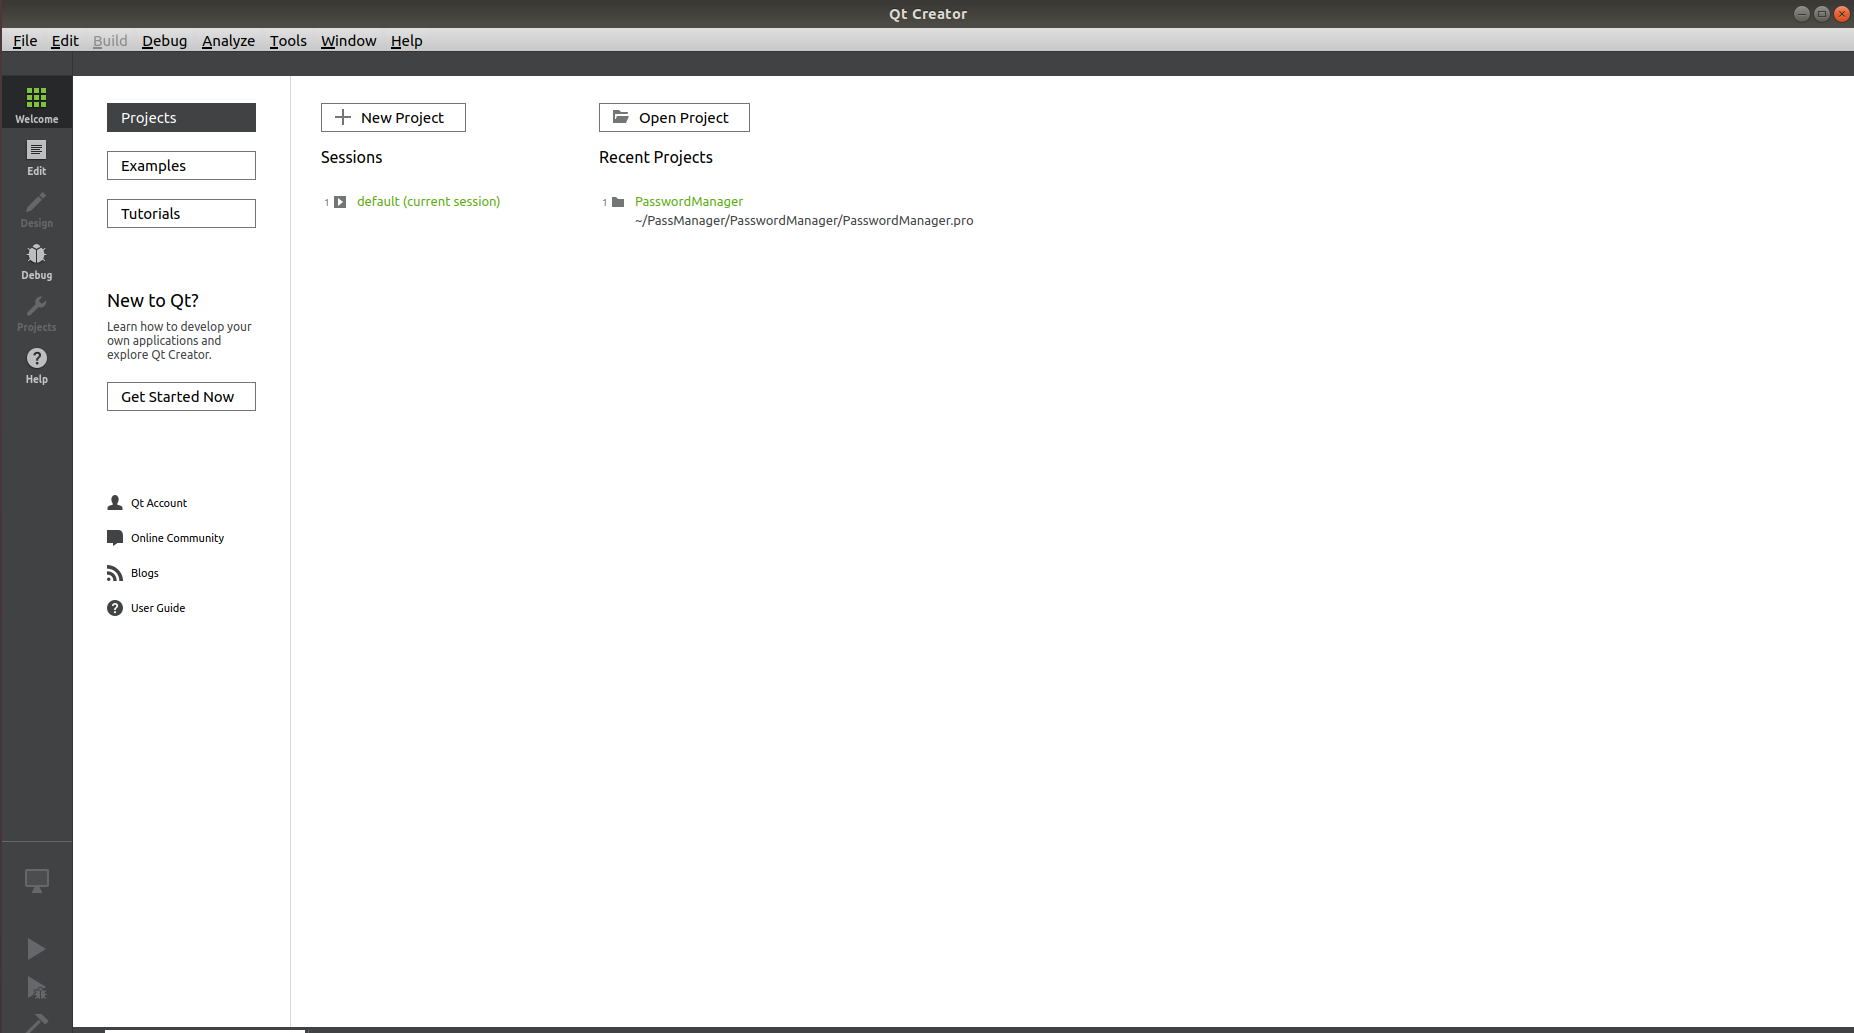 Qt Creator
File Edit Build Debug Analyze Tools Window Help
Welcome
Edit
Design
Debug
Projects
Help
Projects
Examples
Tutorials
New to Qt?
Learn how to develop your
own applications and
explore Qt Creator.
Get Started Now
Qt Account
Online Community
Blogs
User Guide
New Project
Sessions
1 default (current session)
Open Project
Recent Projects
1 PasswordManager
~/PassManager/PasswordManager/PasswordManager.pro